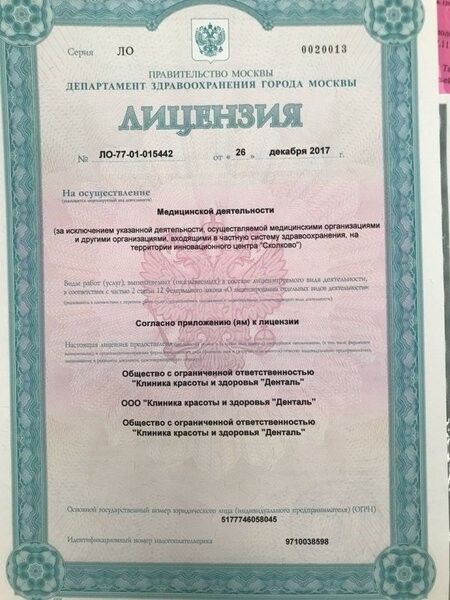 Серия ЛО 0020013
ПРАВИТЕЛЬСТВО МОСКВЫ
ДЕПАРТАМЕНТ ЗДРАВООХРАНЕНИЯ ГОРОДА МОСКВЫ
ЛИЦЕНЗИЯ
№ ЛО-77-01-015442 от « 26 » декабря 2017 г.
На осуществление
(указывается лицензируемый вид деятельности)
Медицинской деятельности
(за исключением указанной деятельности, осуществляемой медицинскими организациями
и другими организациями, входящими в частную систему здравоохранения, на
территории инновационного центра "Сколково")
Виды работ (услуг), выполняемых (оказываемых) в составе лицензируемого вида деятельности,
в соответствии с частью 2 статьи 12 Федерального закона «О лицензировании отдельных видов деятельности»:
Согласно приложению (ям) к лицензии
Настоящая лицензия предоставлена
Общество с ограниченной ответственностью
"Клиника красоты и здоровья "Денталь"
ООО "Клиника красоты и здоровья "Денталь"
Общество с ограниченной ответственностью
"Клиника красоты и здоровья "Денталь"
Основной государственный номер юридического лица (индивидуального предпринимателя) (ОГРН)
5177746058045
Идентификационный номер налогоплательщика 9710038598